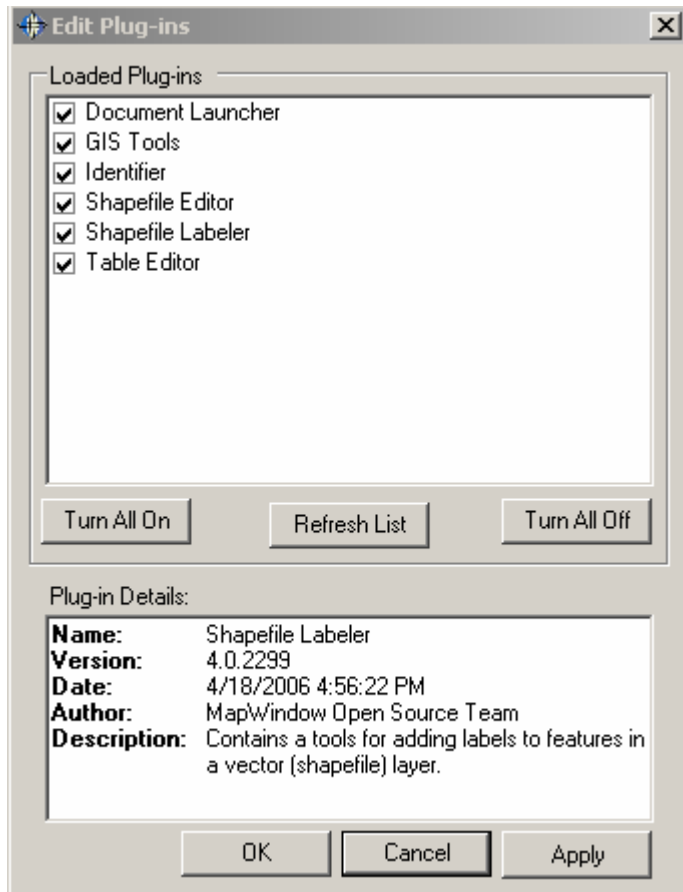 Edit Plug-ins
Loaded Plug-ins
Document Launcher
GIS Tools
Identifier
Shapefile Editor
Shapefile Labeler
Table Editor
Turn All On
Refresh List
Turn All Off
Plug-in Details:
Name: Shapefile Labeler
Version: 4.0.2299
Date: 4/18/2006 4:56:22 PM
Author: MapWindow Open Source Team
Description: Contains a tools for adding labels to features in
a vector (shapefile) layer.
OK
Cancel
Apply